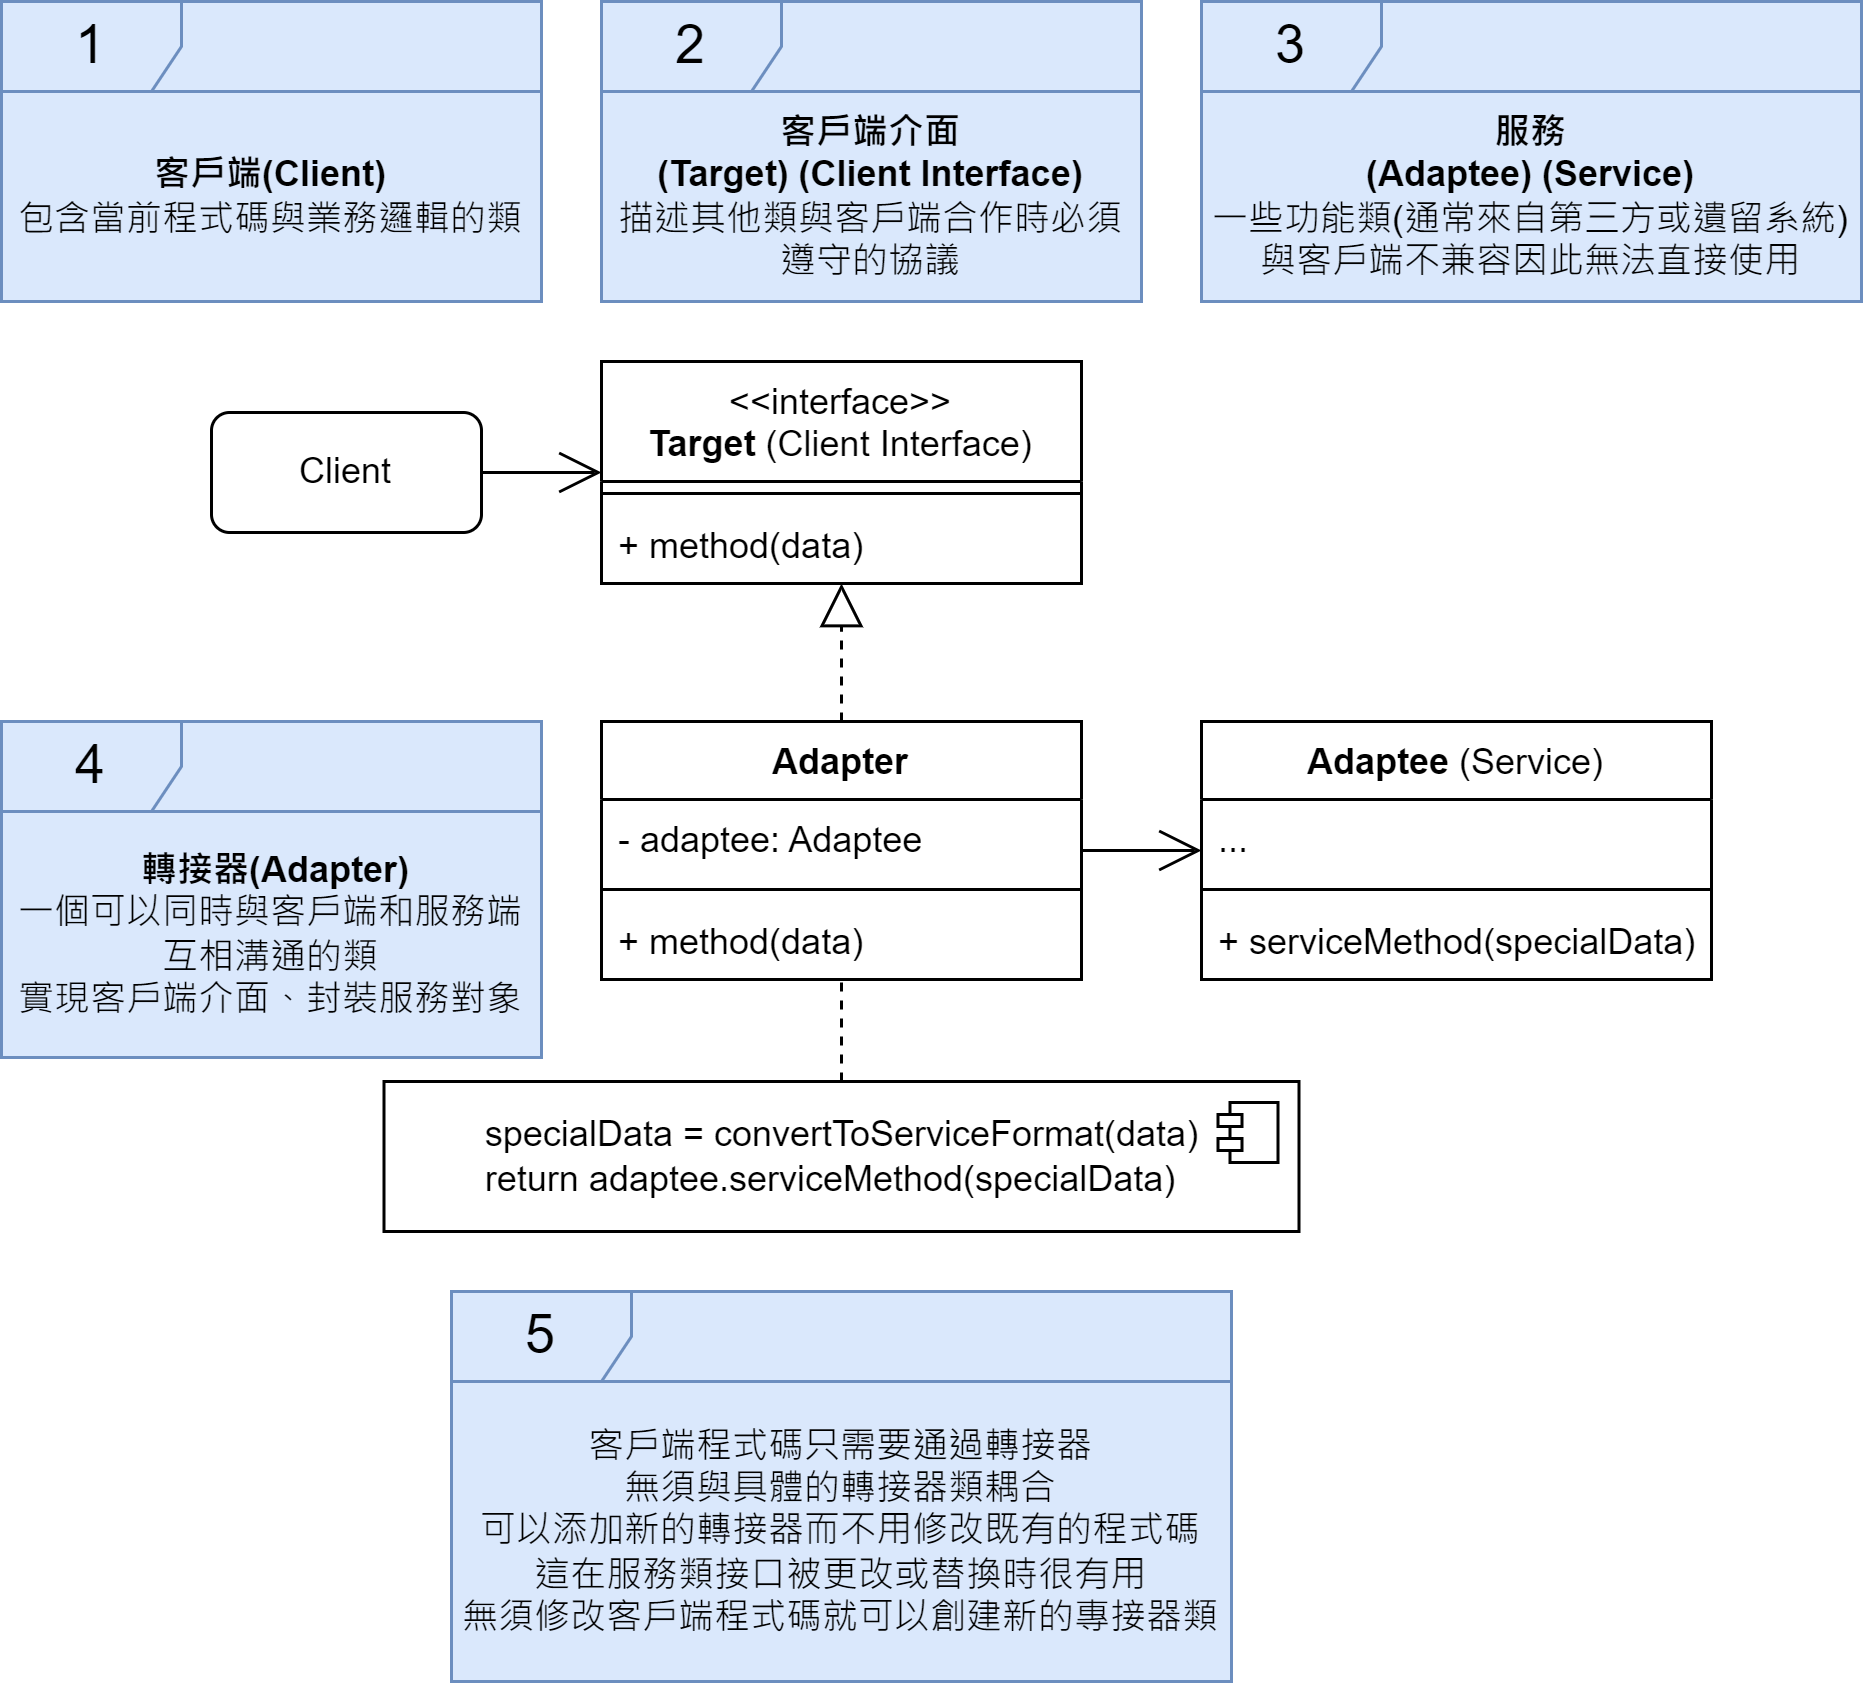 1
客戶端(Client)
包含當前程式碼與業務邏輯的類
2
客戶端介面
(Target) (Client Interface)
描述其他類與客戶端合作時必須
遵守的協議
3
服務
(Adaptee) (Service)
一些功能類(通常來自第三方或遺留系統)
與客戶端不兼容因此無法直接使用
Client
<<interface>>
Target (Client Interface)
+ method(data)
4
轉接器(Adapter)
一個可以同時與客戶端和服務端
互相溝通的類
實現客戶端介面、封裝服務對象
Adapter
- adaptee: Adaptee
+ method(data)
Adaptee (Service)
...
+ serviceMethod(specialData)
specialData = convertToServiceFormat(data)
return adaptee.serviceMethod(specialData)
5
客戶端程式碼只需要通過轉接器
無須與具體的轉接器類耦合
可以添加新的轉接器而不用修改既有的程式碼
這在服務類接口被更改或替換時很有用
無須修改客戶端程式碼就可以創建新的專接器類